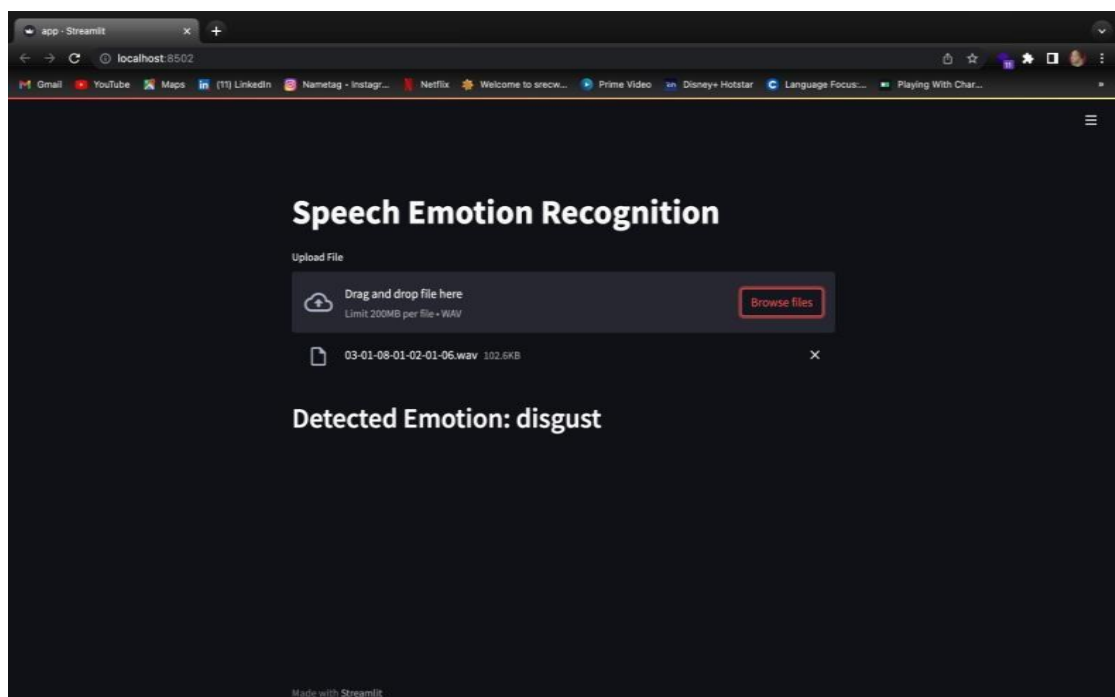 app · Streamlit
localhost:8502
Gmail YouTube Maps (11) LinkedIn Nametag - Instagr... Netflix Welcome to srecw... Prime Video Disney+ Hotstar Language Focus:... Playing With Char... »
11
Speech Emotion Recognition
Upload File
Drag and drop file here
Browse files
Limit 200MB per file • WAV
03-01-08-01-02-01-06.wav 102.6KB
Detected Emotion: disgust
Made with Streamlit